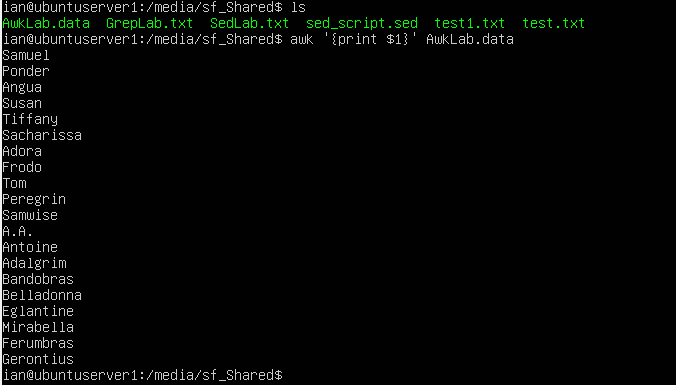 ian@ubuntuserver1:/media/sf_Shared$ ls
AwkLab.data  GrepLab.txt  SedLab.txt  sed_script.sed  test1.txt  test.txt
ian@ubuntuserver1:/media/sf_Shared$ awk '{print $1}' AwkLab.data
Samuel
Ponder
Angua
Susan
Tiffany
Sacharissa
Adora
Frodo
Tom
Peregrin
Samwise
A.A.
Antoine
Adalgrim
Bandobras
Belladonna
Eglantine
Mirabella
Ferumbras
Gerontius
ian@ubuntuserver1:/media/sf_Shared$